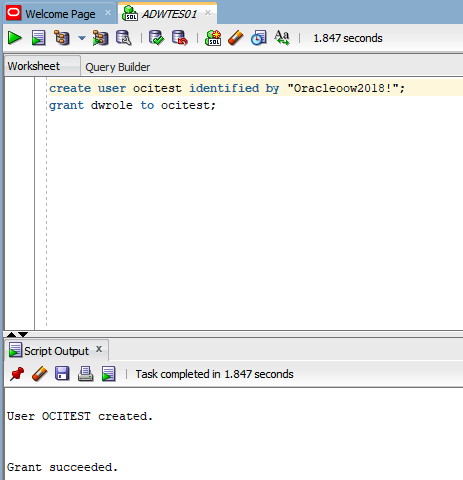 Welcome Page
ADWTES01
SQL
1.847 seconds
Worksheet
Query Builder
create user ocitest identified by "Oracleoow2018!";
grant dwrole to ocitest;
Script Output
Task completed in 1.847 seconds
User OCITEST created.
Grant succeeded.